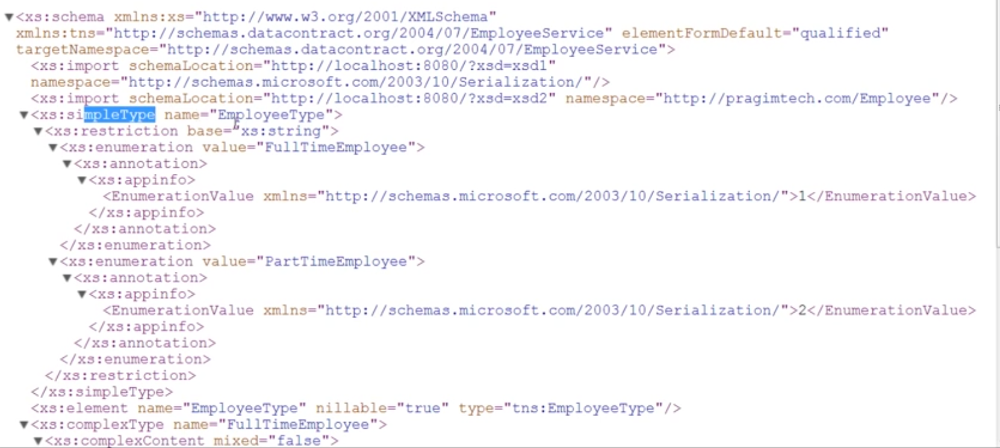 ▼<xs:schema xmlns:xs="http://www.w3.org/2001/XMLSchema"
xmlns:tns="http://schemas.datacontract.org/2004/07/EmployeeService" elementFormDefault="qualified"
targetNamespace="http://schemas.datacontract.org/2004/07/EmployeeService">
<xs:import schemaLocation="http://localhost:8080/?xsd=xsd1"
namespace="http://schemas.microsoft.com/2003/10/Serialization/"/>
<xs:import schemaLocation="http://localhost:8080/?xsd=xsd2" namespace="http://pragimtech.com/Employee"/>
▼<xs:simpleType name="EmployeeType">
▼<xs:restriction base="xs:string">
▼<xs:enumeration value="FullTimeEmployee">
▼<xs:annotation>
▼<xs:appinfo>
<EnumerationValue xmlns="http://schemas.microsoft.com/2003/10/Serialization/">1</EnumerationValue>
</xs:appinfo>
</xs:annotation>
</xs:enumeration>
▼<xs:enumeration value="PartTimeEmployee">
▼<xs:annotation>
▼<xs:appinfo>
<EnumerationValue xmlns="http://schemas.microsoft.com/2003/10/Serialization/">2</EnumerationValue>
</xs:appinfo>
</xs:annotation>
</xs:enumeration>
</xs:restriction>
</xs:simpleType>
<xs:element name="EmployeeType" nillable="true" type="tns:EmployeeType"/>
▼<xs:complexType name="FullTimeEmployee">
▼<xs:complexContent mixed="false">